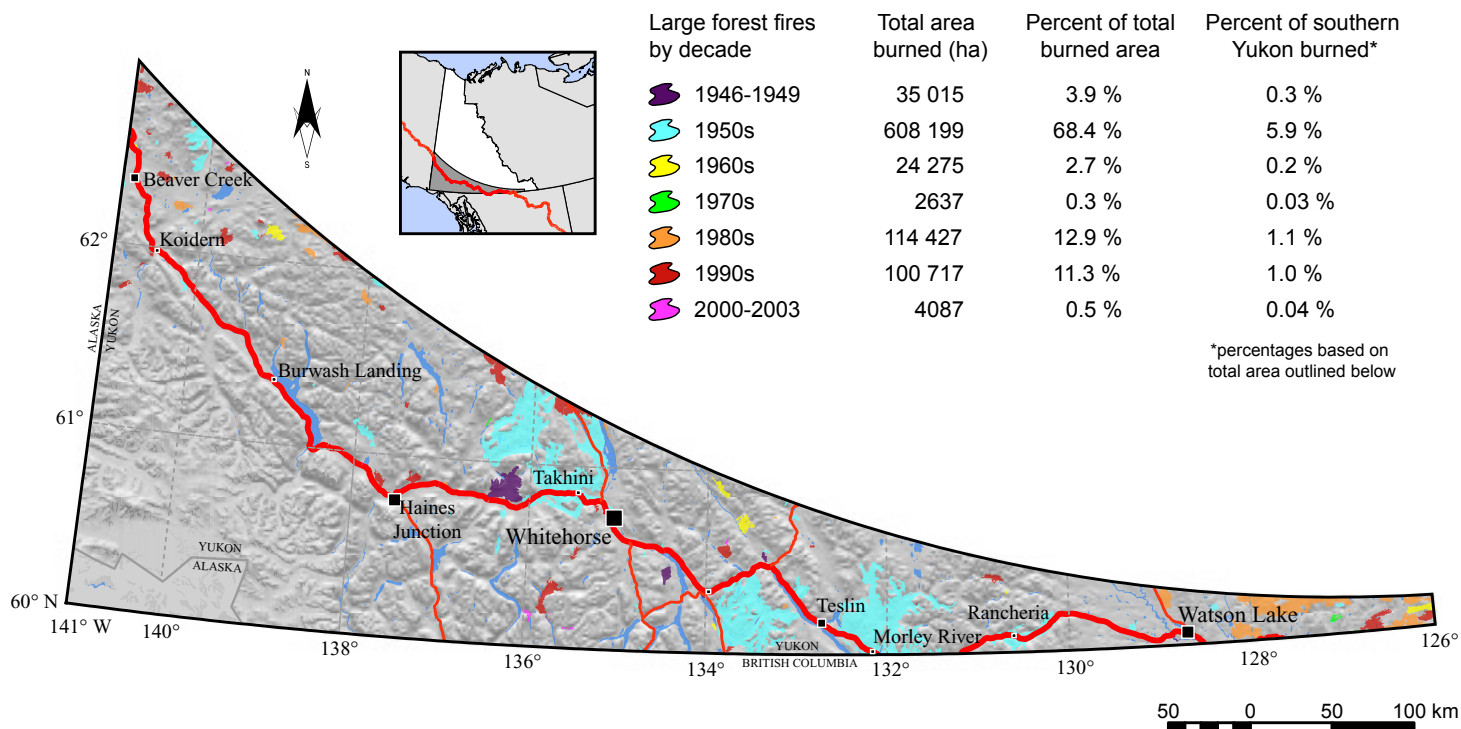 Large forest fires by decade
Total area burned (ha)
Percent of total burned area
Percent of southern Yukon burned*
1946-1949 35 015 3.9 % 0.3 %
1950s 608 199 68.4 % 5.9 %
1960s 24 275 2.7 % 0.2 %
1970s 2637 0.3 % 0.03 %
1980s 114 427 12.9 % 1.1 %
1990s 100 717 11.3 % 1.0 %
2000-2003 4087 0.5 % 0.04 %
*percentages based on
total area outlined below
N
S
Beaver Creek
62°
Koidern
ALASKA
YUKON
Burwash Landing
61°
Takhini
Haines
Junction
Whitehorse
YUKON
ALASKA
60° N
141° W
140°
138°
136°
134°
Teslin
Morley River
YUKON
BRITISH COLUMBIA
132°
Rancheria
130°
Watson Lake
128°
126°
50 0 50 100 km